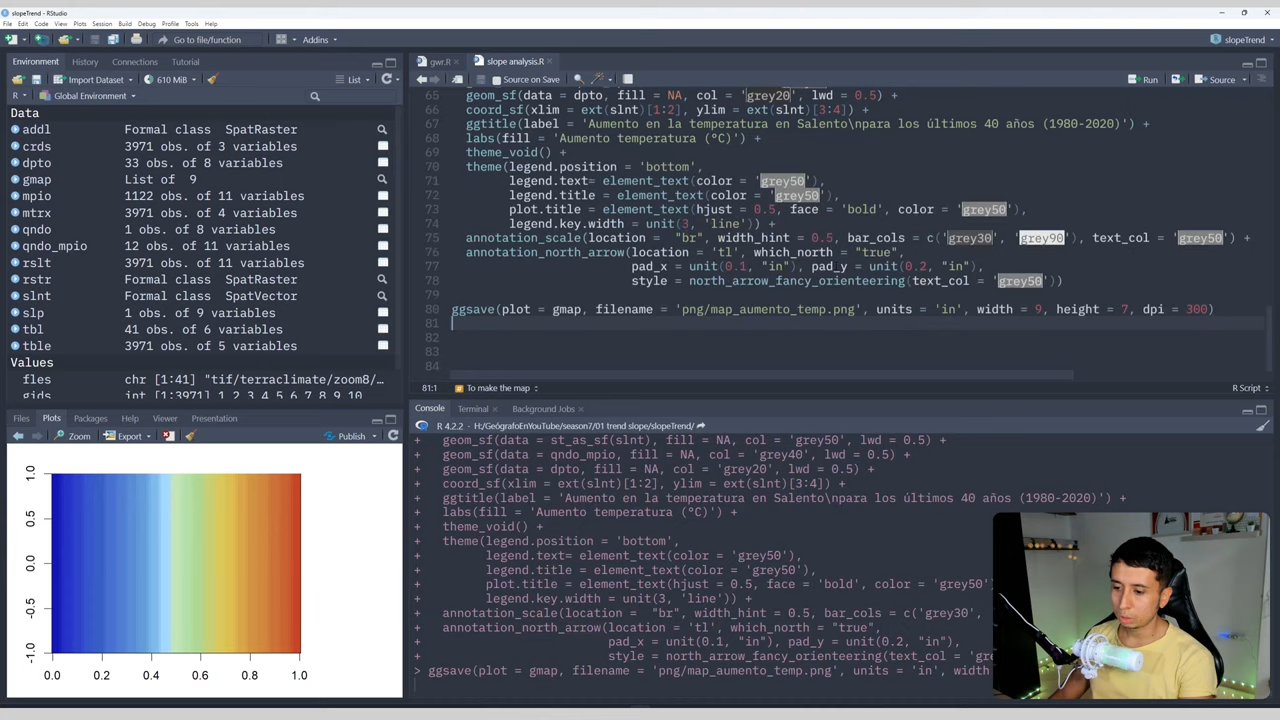 slopeTrend - RStudio
File Edit Code View Plots Session Build Debug Profile Tools Help
Go to file/function Addins slopeTrend
Environment History Connections Tutorial
Import Dataset 610 MiB List
R Global Environment
Data
addl Formal class SpatRaster
crds 3971 obs. of 3 variables
dpto 33 obs. of 8 variables
gmap List of 9
mpio 1122 obs. of 11 variables
mtrx 3971 obs. of 4 variables
qndo 1 obs. of 8 variables
qndo_mpio 12 obs. of 11 variables
rslt 3971 obs. of 11 variables
rstr Formal class SpatRaster
slnt Formal class SpatVector
slp 1 obs. of 9 variables
tbl 41 obs. of 6 variables
tble 3971 obs. of 5 variables
Values
fles chr [1:41] "tif/terraclimate/zoom8/…
gids int [1:3971] 1 2 3 4 5 6 7 8 9 10
Files Plots Packages Help Viewer Presentation
Zoom Export Publish
1.0
0.5
0.0
-0.5
-1.0
0.0 0.2 0.4 0.6 0.8 1.0
gwr.R slope analysis.R
Source on Save Run Source
65 geom_sf(data = dpto, fill = NA, col = 'grey20', lwd = 0.5) +
66 coord_sf(xlim = ext(slnt)[1:2], ylim = ext(slnt)[3:4]) +
67 ggtitle(label = 'Aumento en la temperatura en Salento\npara los últimos 40 años (1980-2020)') +
68 labs(fill = 'Aumento temperatura (°C)') +
69 theme_void() +
70 theme(legend.position = 'bottom',
71 legend.text= element_text(color = 'grey50'),
72 legend.title = element_text(color = 'grey50'),
73 plot.title = element_text(hjust = 0.5, face = 'bold', color = 'grey50'),
74 legend.key.width = unit(3, 'line')) +
75 annotation_scale(location = "br", width_hint = 0.5, bar_cols = c('grey30', 'grey90'), text_col = 'grey50') +
76 annotation_north_arrow(location = 'tl', which_north = "true",
77 pad_x = unit(0.1, "in"), pad_y = unit(0.2, "in"),
78 style = north_arrow_fancy_orienteering(text_col = 'grey50'))
79
80 ggsave(plot = gmap, filename = 'png/map_aumento_temp.png', units = 'in', width = 9, height = 7, dpi = 300)
81
82
83
84
81:1 To make the map R Script
Console Terminal Background Jobs
R 4.2.2 · H:/GeógrafoEnYouTube/season7/01 trend slope/slopeTrend/
+ geom_sf(data = st_as_sf(slnt), fill = NA, col = 'grey50', lwd = 0.5) +
+ geom_sf(data = qndo_mpio, fill = NA, col = 'grey40', lwd = 0.5) +
+ geom_sf(data = dpto, fill = NA, col = 'grey20', lwd = 0.5) +
+ coord_sf(xlim = ext(slnt)[1:2], ylim = ext(slnt)[3:4]) +
+ ggtitle(label = 'Aumento en la temperatura en Salento\npara los últimos 40 años (1980-2020)') +
+ labs(fill = 'Aumento temperatura (°C)') +
+ theme_void() +
+ theme(legend.position = 'bottom',
+ legend.text= element_text(color = 'grey50'),
+ legend.title = element_text(color = 'grey50'),
+ plot.title = element_text(hjust = 0.5, face = 'bold', color = 'grey50')
+ legend.key.width = unit(3, 'line')) +
+ annotation_scale(location = "br", width_hint = 0.5, bar_cols = c('grey30',
+ annotation_north_arrow(location = 'tl', which_north = "true",
+ pad_x = unit(0.1, "in"), pad_y = unit(0.2, "in"),
+ style = north_arrow_fancy_orienteering(text_col = 'gre
> ggsave(plot = gmap, filename = 'png/map_aumento_temp.png', units = 'in', width